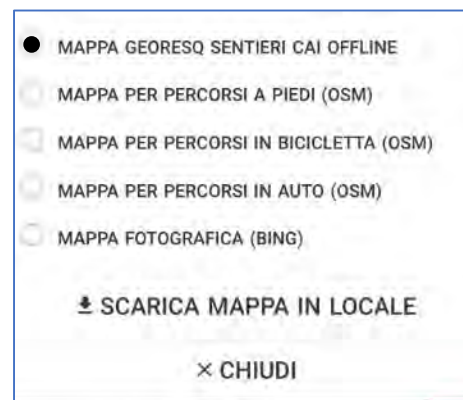 MAPPA GEORESQ SENTIERI CAI OFFLINE
MAPPA PER PERCORSI A PIEDI (OSM)
MAPPA PER PERCORSI IN BICICLETTA (OSM)
MAPPA PER PERCORSI IN AUTO (OSM)
MAPPA FOTOGRAFICA (BING)
SCARICA MAPPA IN LOCALE
× CHIUDI